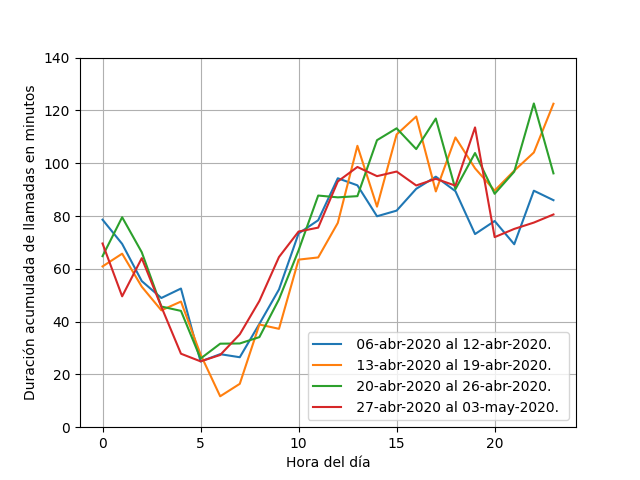 140
120
100
80
60
40
20
0
Duración acumulada de llamadas en minutos
06-abr-2020 al 12-abr-2020.
13-abr-2020 al 19-abr-2020.
20-abr-2020 al 26-abr-2020.
27-abr-2020 al 03-may-2020.
0 5 10 15 20
Hora del día